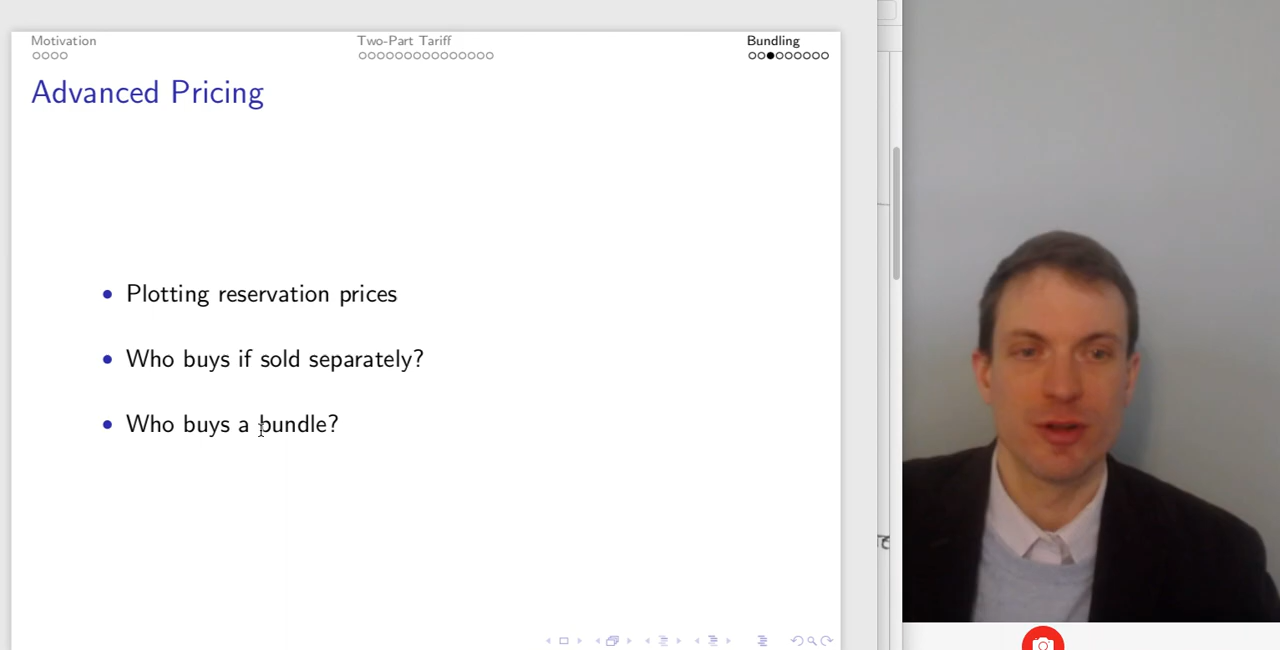 Motivation
Two-Part Tariff
Bundling
Advanced Pricing
Plotting reservation prices
Who buys if sold separately?
Who buys a bundle?